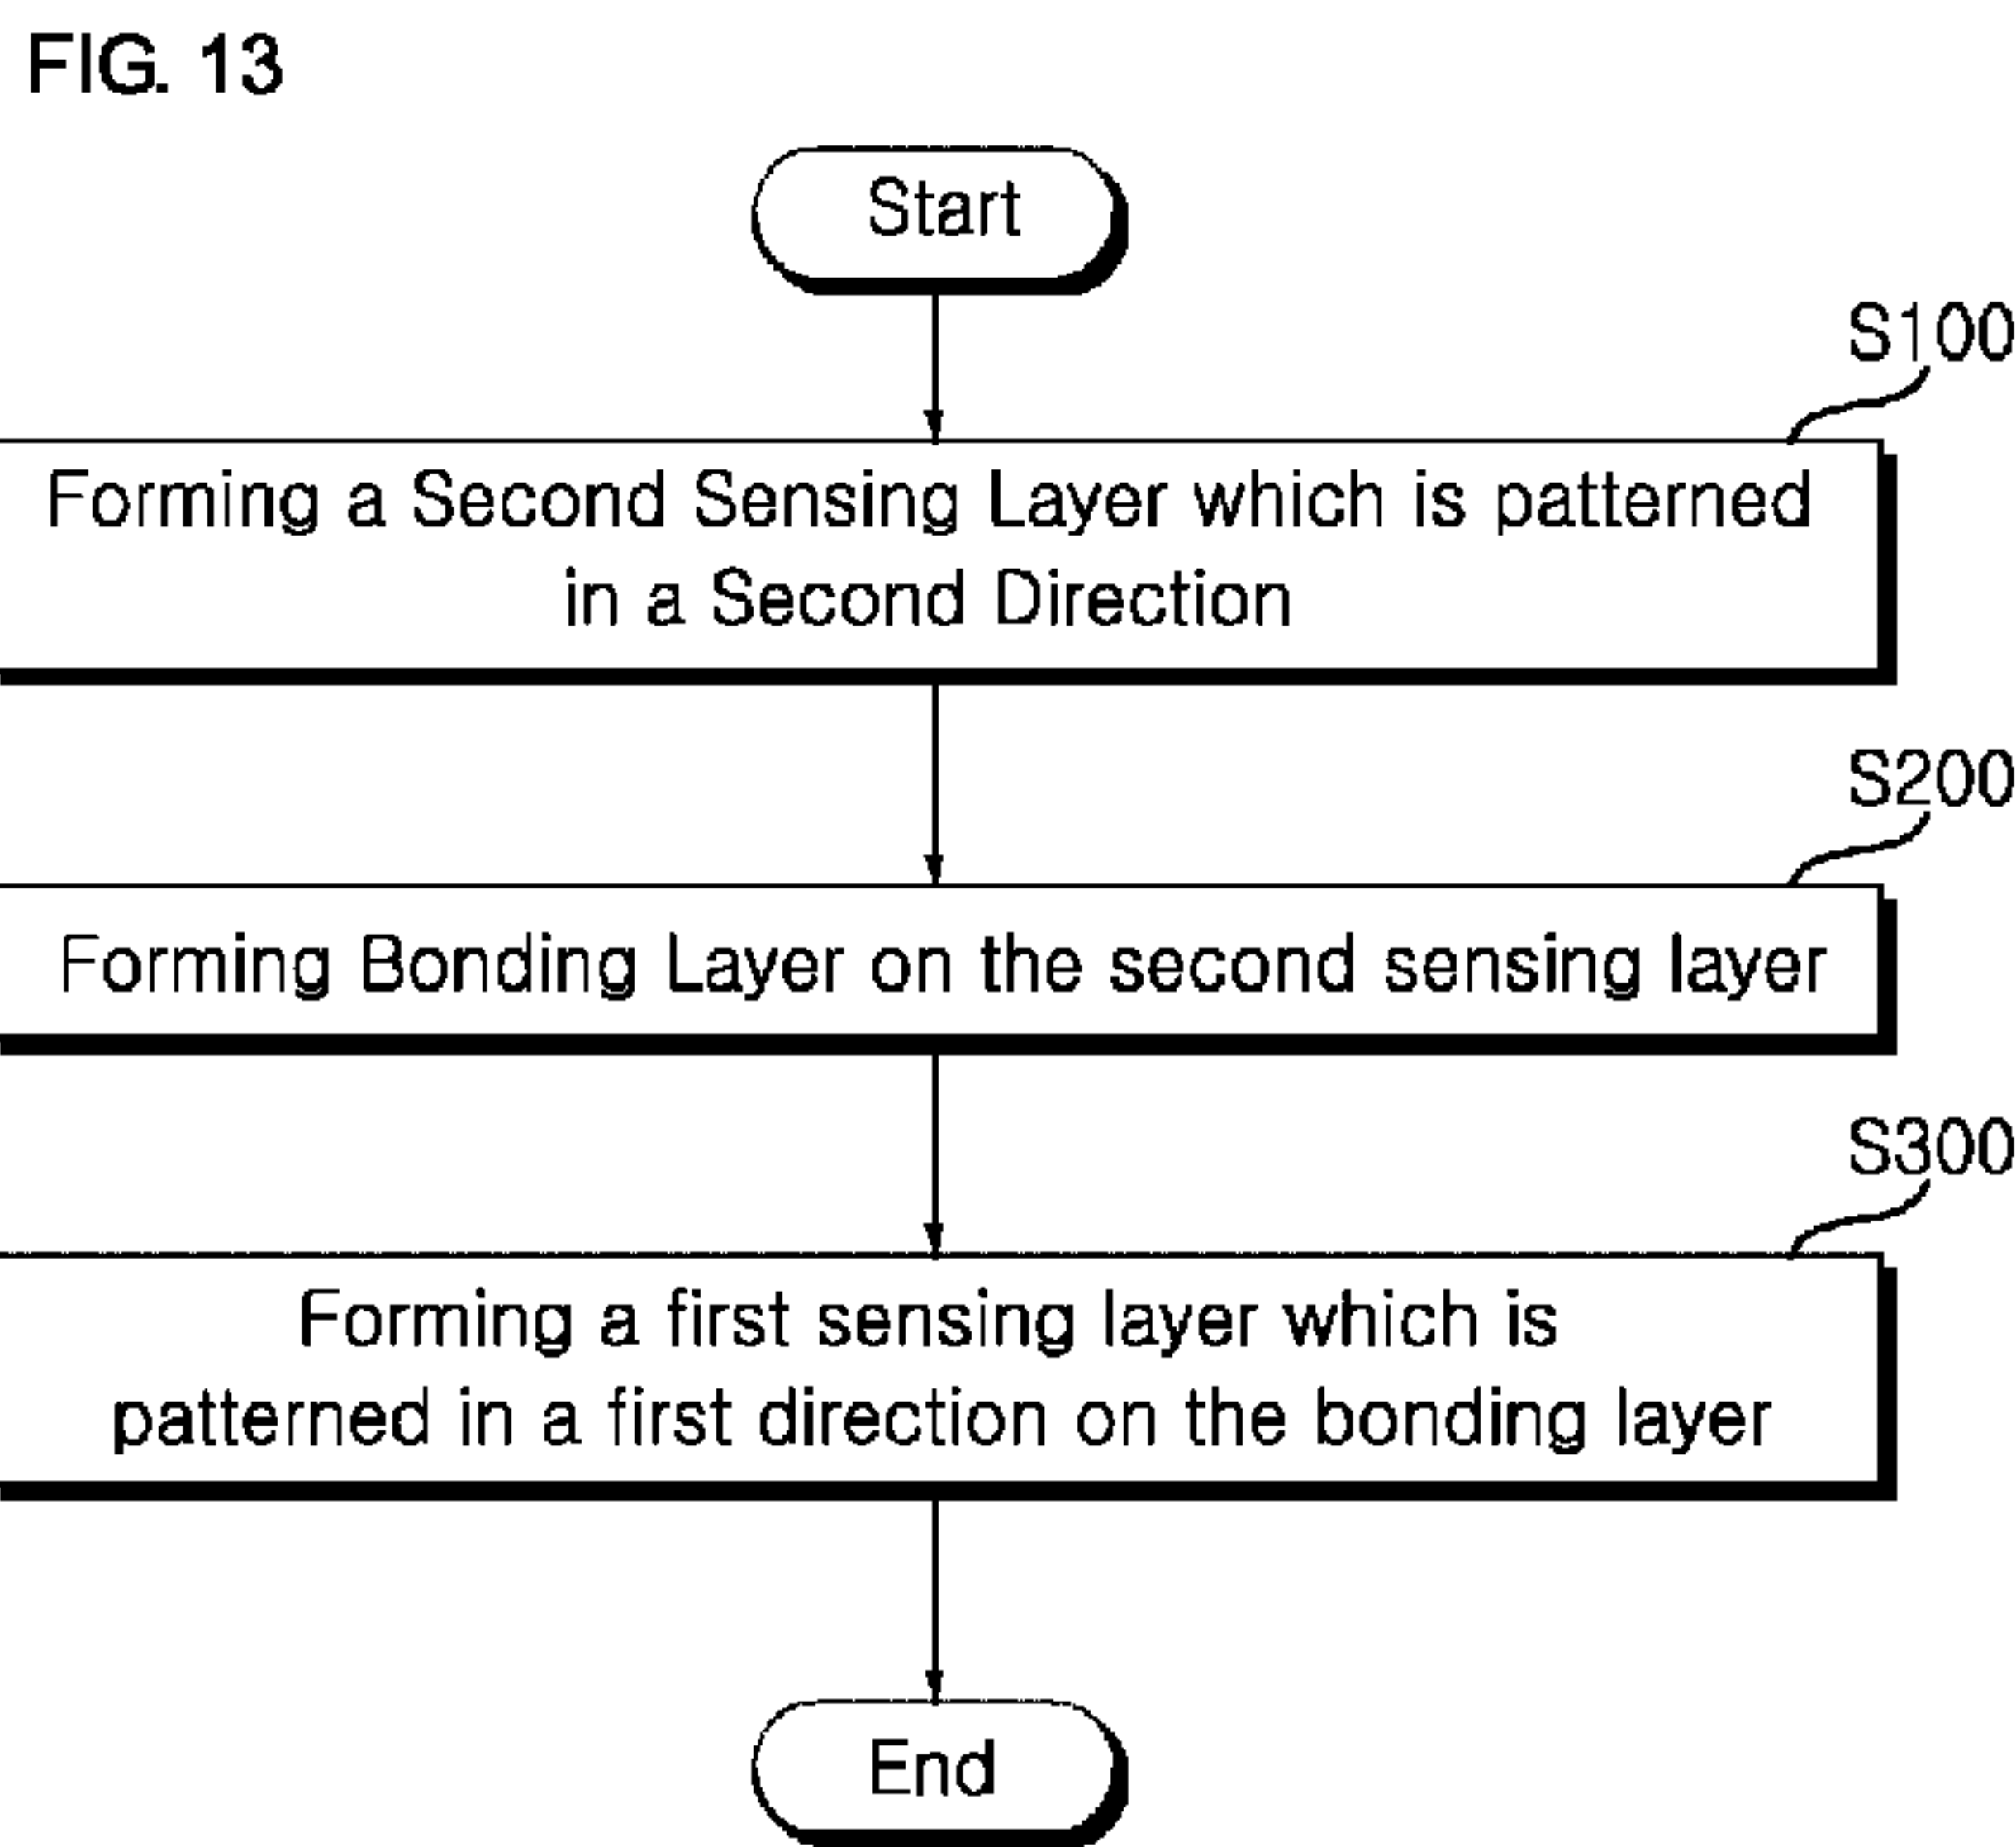 FIG. 13
Start
S100
Forming a Second Sensing Layer which is patterned
in a Second Direction
S200
Forming Bonding Layer on the second sensing layer
S300
Forming a first sensing layer which is
patterned in a first direction on the bonding layer
End